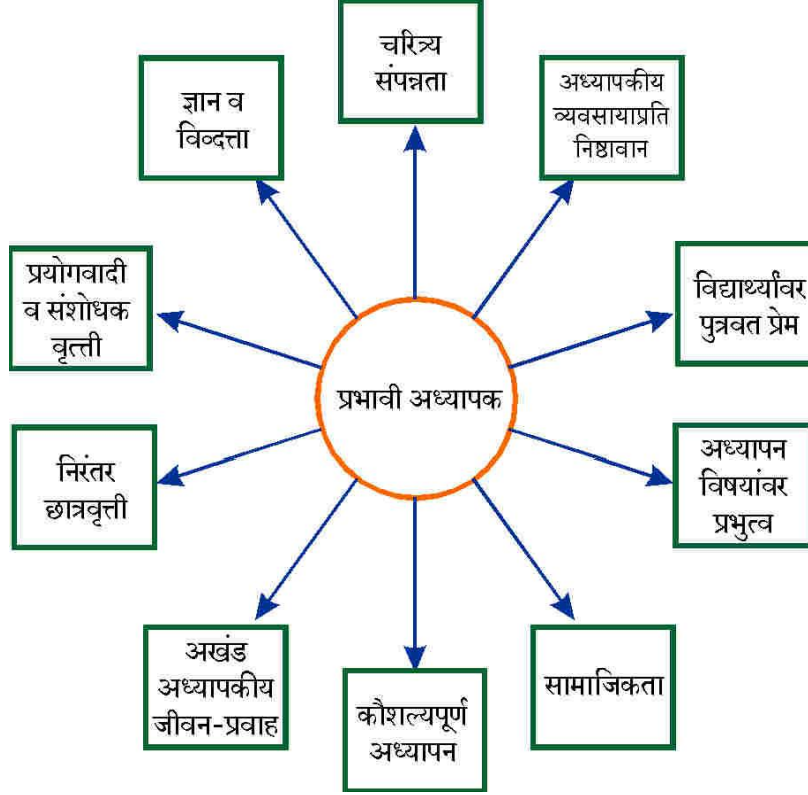 चरित्र्य
संपन्नता
अध्यापकीय
व्यवसायाप्रति
निष्ठावान
विद्यार्थ्यांवर
पुत्रवत प्रेम
अध्यापन
विषयांवर
प्रभुत्व
सामाजिकता
कौशल्यपूर्ण
अध्यापन
अखंड
अध्यापकीय
जीवन-प्रवाह
निरंतर
छात्रवृत्ती
प्रयोगवादी
व संशोधक
वृत्ती
ज्ञान व
विव्दत्ता
प्रभावी अध्यापक